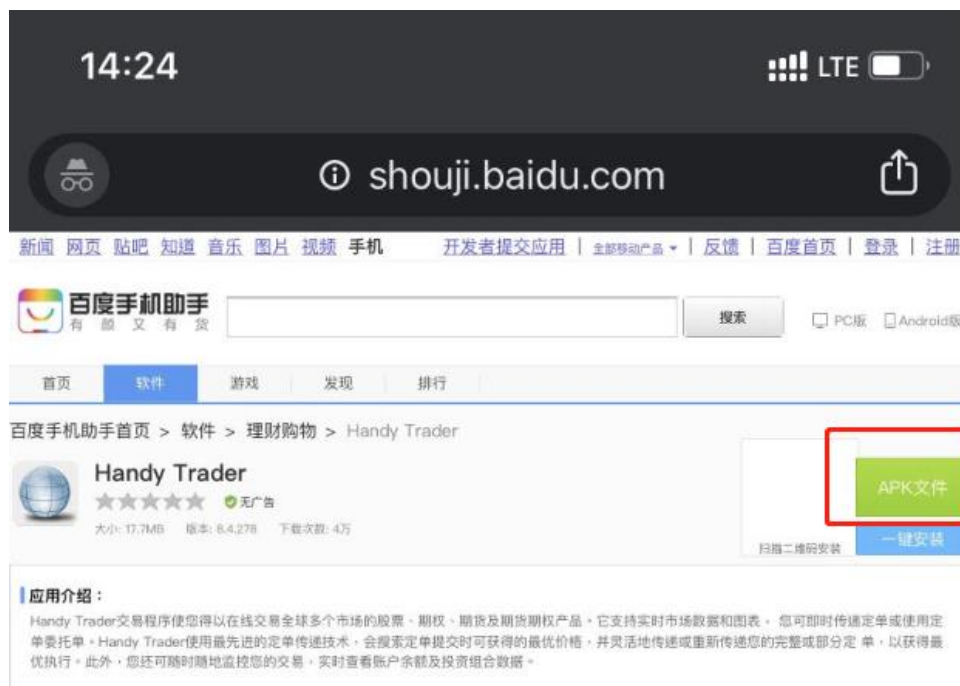 14:24
LTE
shouji.baidu.com
新闻 网页 贴吧 知道 音乐 图片 视频 手机 开发者提交应用 | 全部移动产品 | 反馈 | 百度首页 | 登录 | 注册
百度手机助手
有颜又有货
搜索
PC版 Android版
首页 软件 游戏 发现 排行
百度手机助手首页 > 软件 > 理财购物 > Handy Trader
Handy Trader
无广告
大小: 17.7MB 版本: 8.4.278 下载次数: 4万
APK文件
扫描二维码安装
一键安装
应用介绍：
Handy Trader交易程序使您得以在线交易全球多个市场的股票、期权、期货及期货期权产品。它支持实时市场数据和图表。 您可即时传递定单或使用定
单委托单。Handy Trader使用最先进的定单传递技术，会搜索定单提交时可获得的最优价格，并灵活地传递或重新传递您的完整或部分定 单，以获得最
优执行。此外，您还可随时随地监控您的交易，实时查看账户余额及投资组合数据。